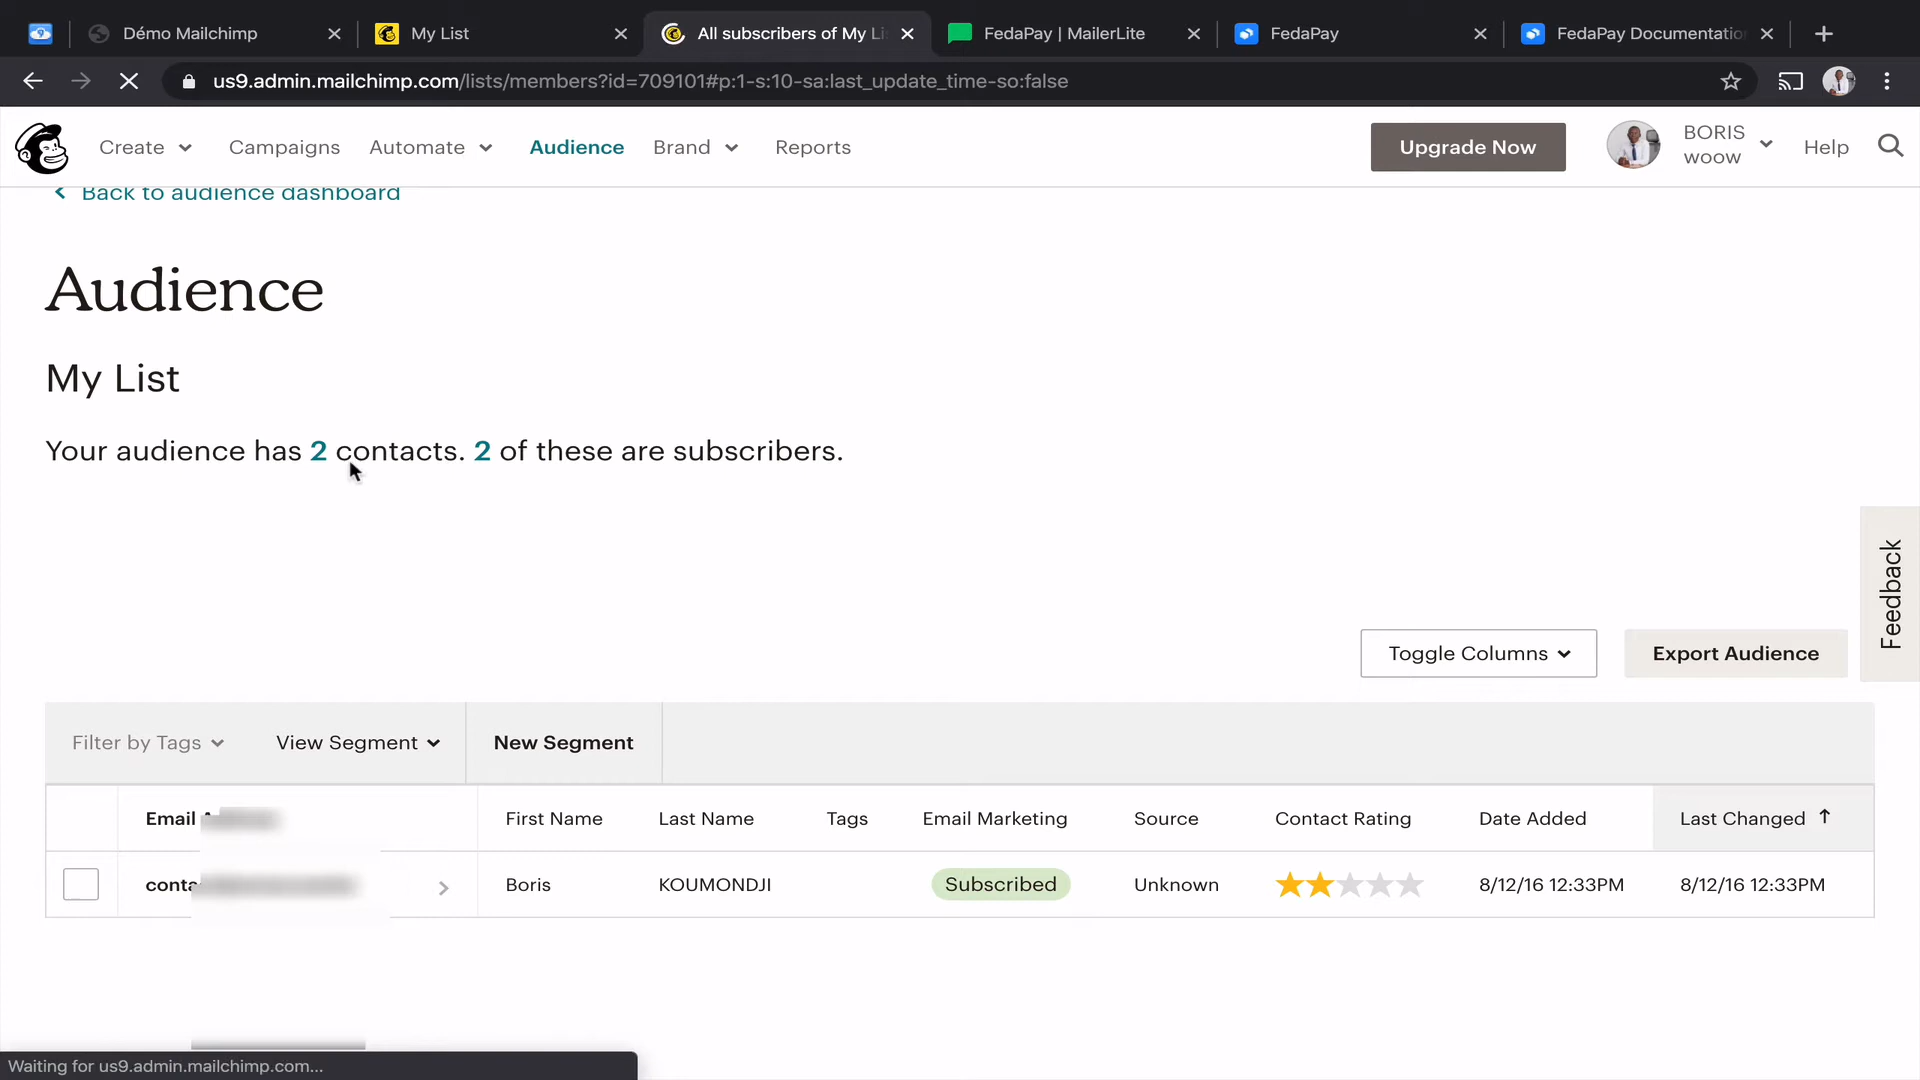 Démo Mailchimp
My List
All subscribers of My Li
FedaPay | MailerLite
FedaPay
FedaPay Documentatio
us9.admin.mailchimp.com/lists/members?id=709101#p:1-s:10-sa:last_update_time-so:false
Create
Campaigns
Automate
Audience
Brand
Reports
Upgrade Now
BORIS
woow
Help
Back to audience dashboard
Audience
My List
Your audience has 2 contacts. 2 of these are subscribers.
Feedback
Toggle Columns
Export Audience
Filter by Tags
View Segment
New Segment
Email
First Name
Last Name
Tags
Email Marketing
Source
Contact Rating
Date Added
Last Changed
conta
Boris
KOUMONDJI
Subscribed
Unknown
8/12/16 12:33PM
8/12/16 12:33PM
Waiting for us9.admin.mailchimp.com...